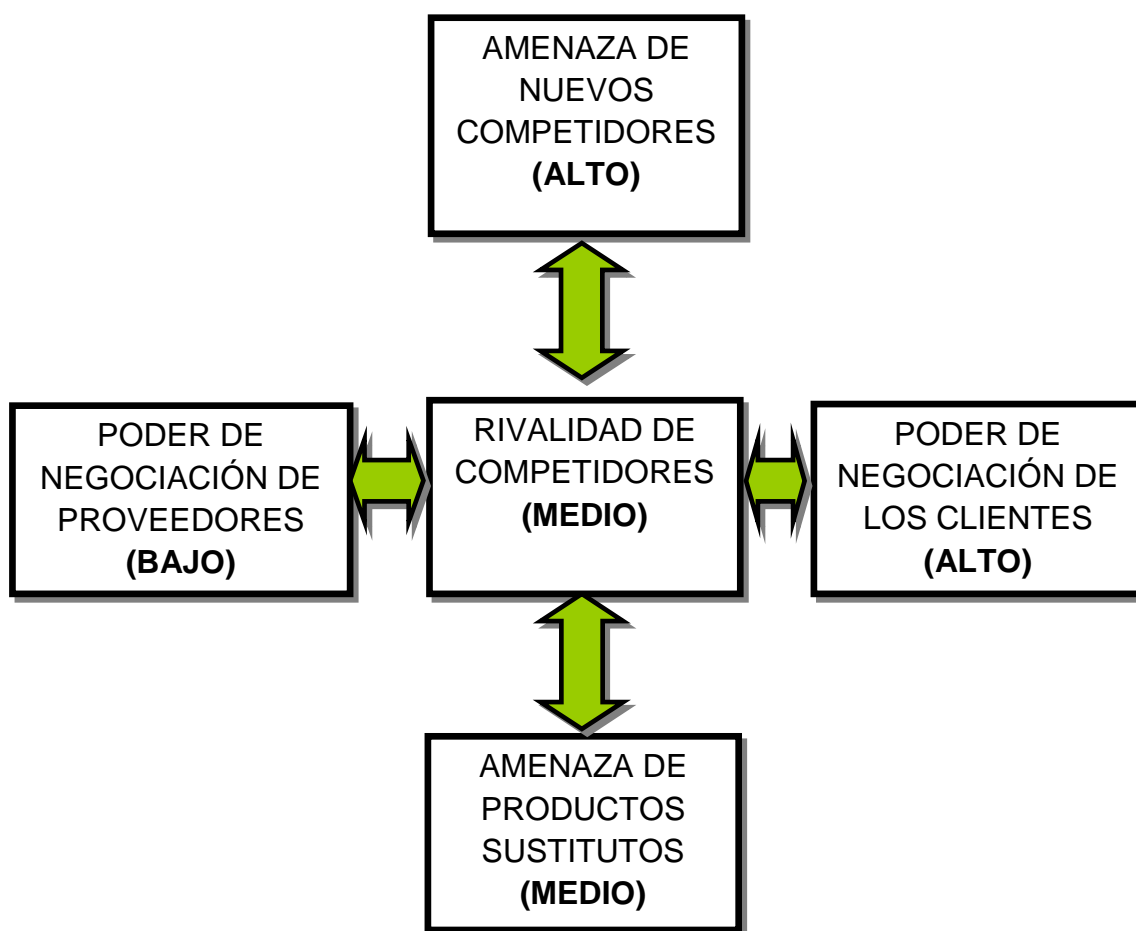 AMENAZA DE
NUEVOS
COMPETIDORES
(ALTO)
PODER DE
NEGOCIACIÓN DE
PROVEEDORES
(BAJO)
RIVALIDAD DE
COMPETIDORES
(MEDIO)
PODER DE
NEGOCIACIÓN DE
LOS CLIENTES
(ALTO)
AMENAZA DE
PRODUCTOS
SUSTITUTOS
(MEDIO)